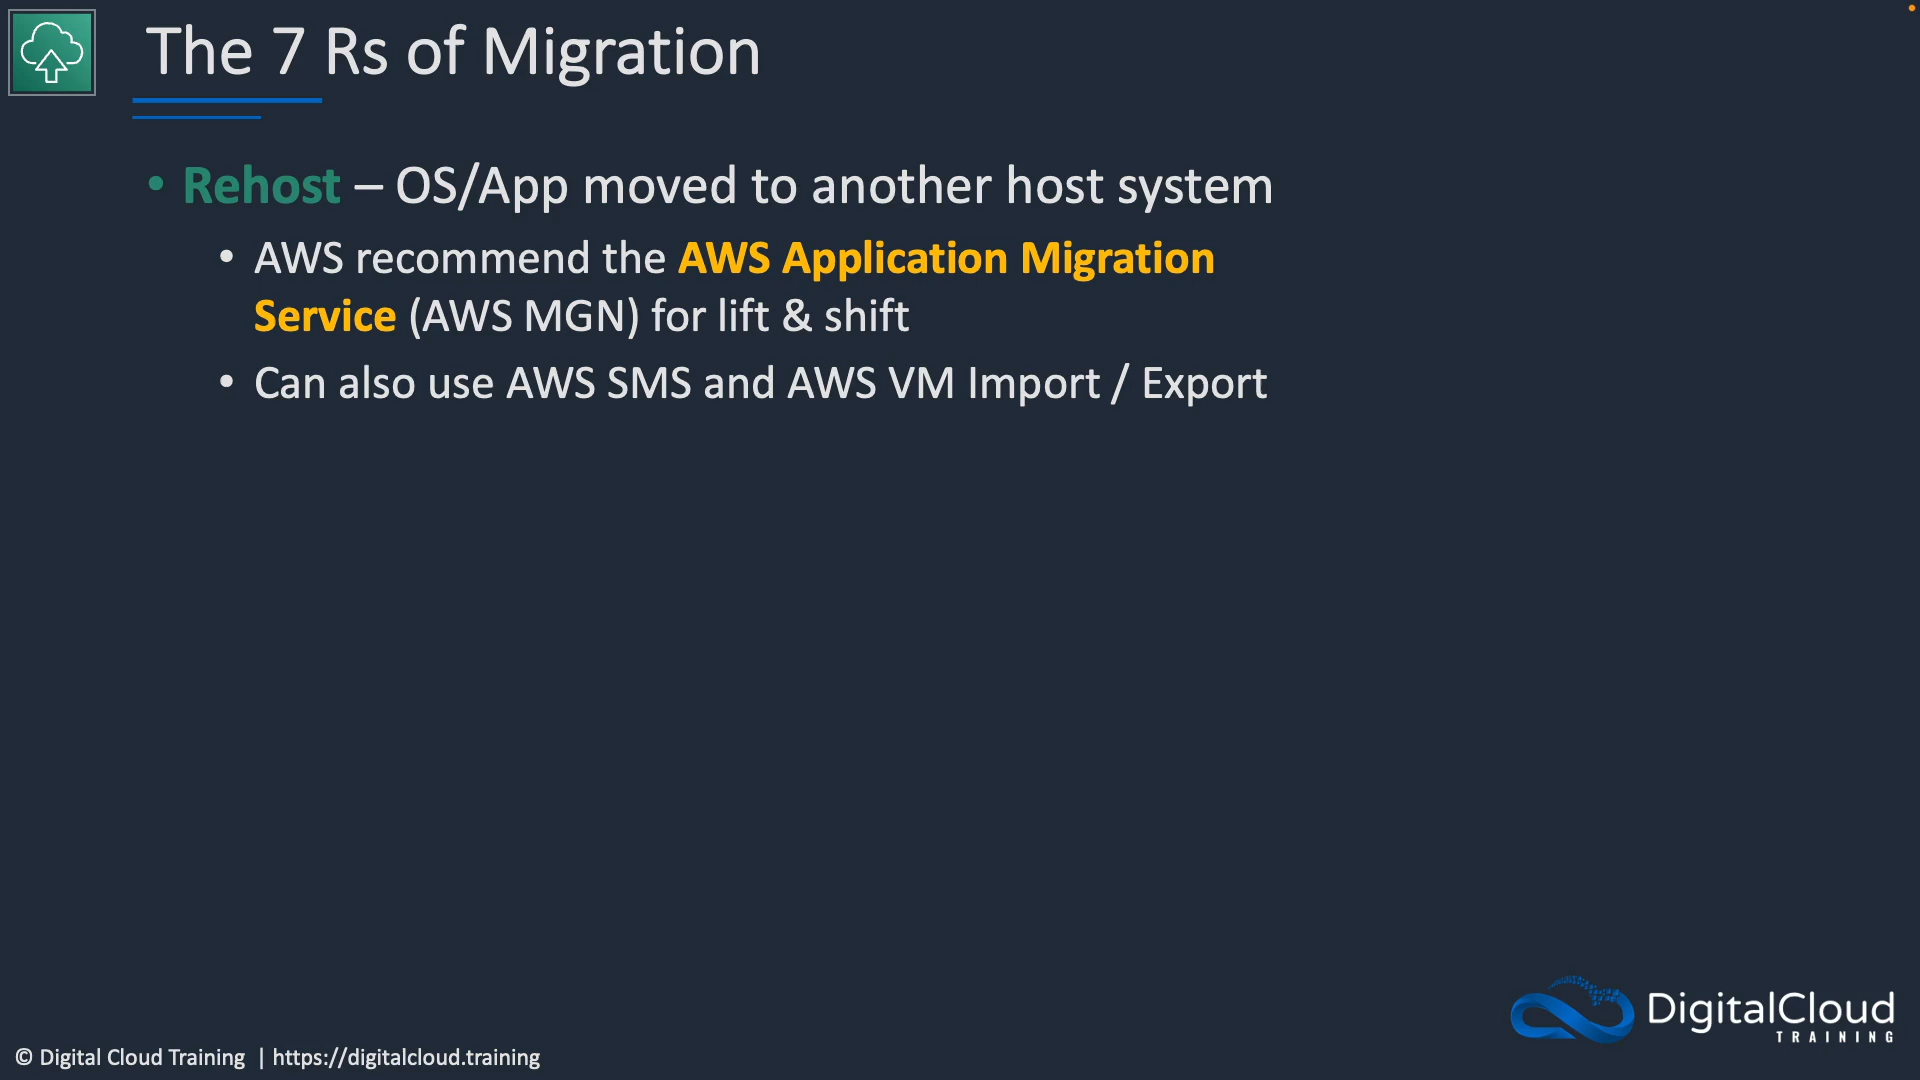 The 7 Rs of Migration
• Rehost – OS/App moved to another host system
• AWS recommend the AWS Application Migration
Service (AWS MGN) for lift & shift
• Can also use AWS SMS and AWS VM Import / Export
DigitalCloud
TRAINING
© Digital Cloud Training | https://digitalcloud.training